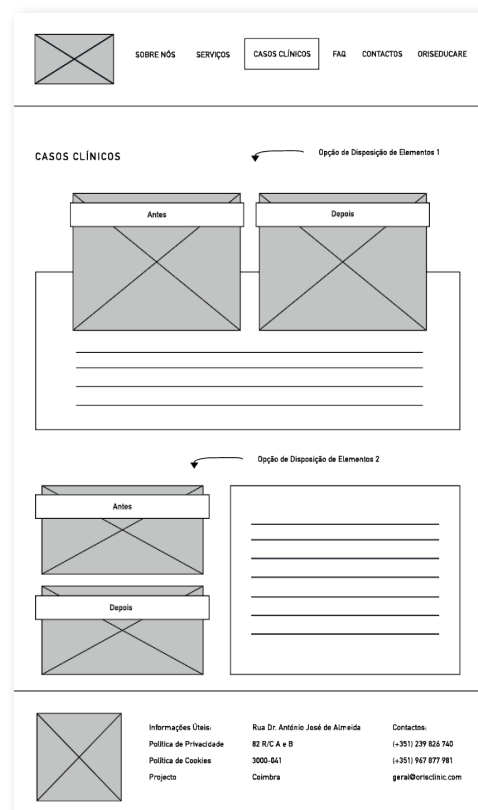 SOBRE NÓS SERVIÇOS CASOS CLÍNICOS FAQ CONTACTOS ORISEDUCARE
CASOS CLÍNICOS
Opção de Disposição de Elementos 1
Antes Depois
Opção de Disposição de Elementos 2
Antes
Depois
Informações Úteis: Rua Dr. António José de Almeida Contactos:
Política de Privacidade 82 R/C A e B (+351) 239 826 740
Política de Cookies 3000-041 (+351) 967 877 981
Projecto Coimbra geral@orisclinic.com